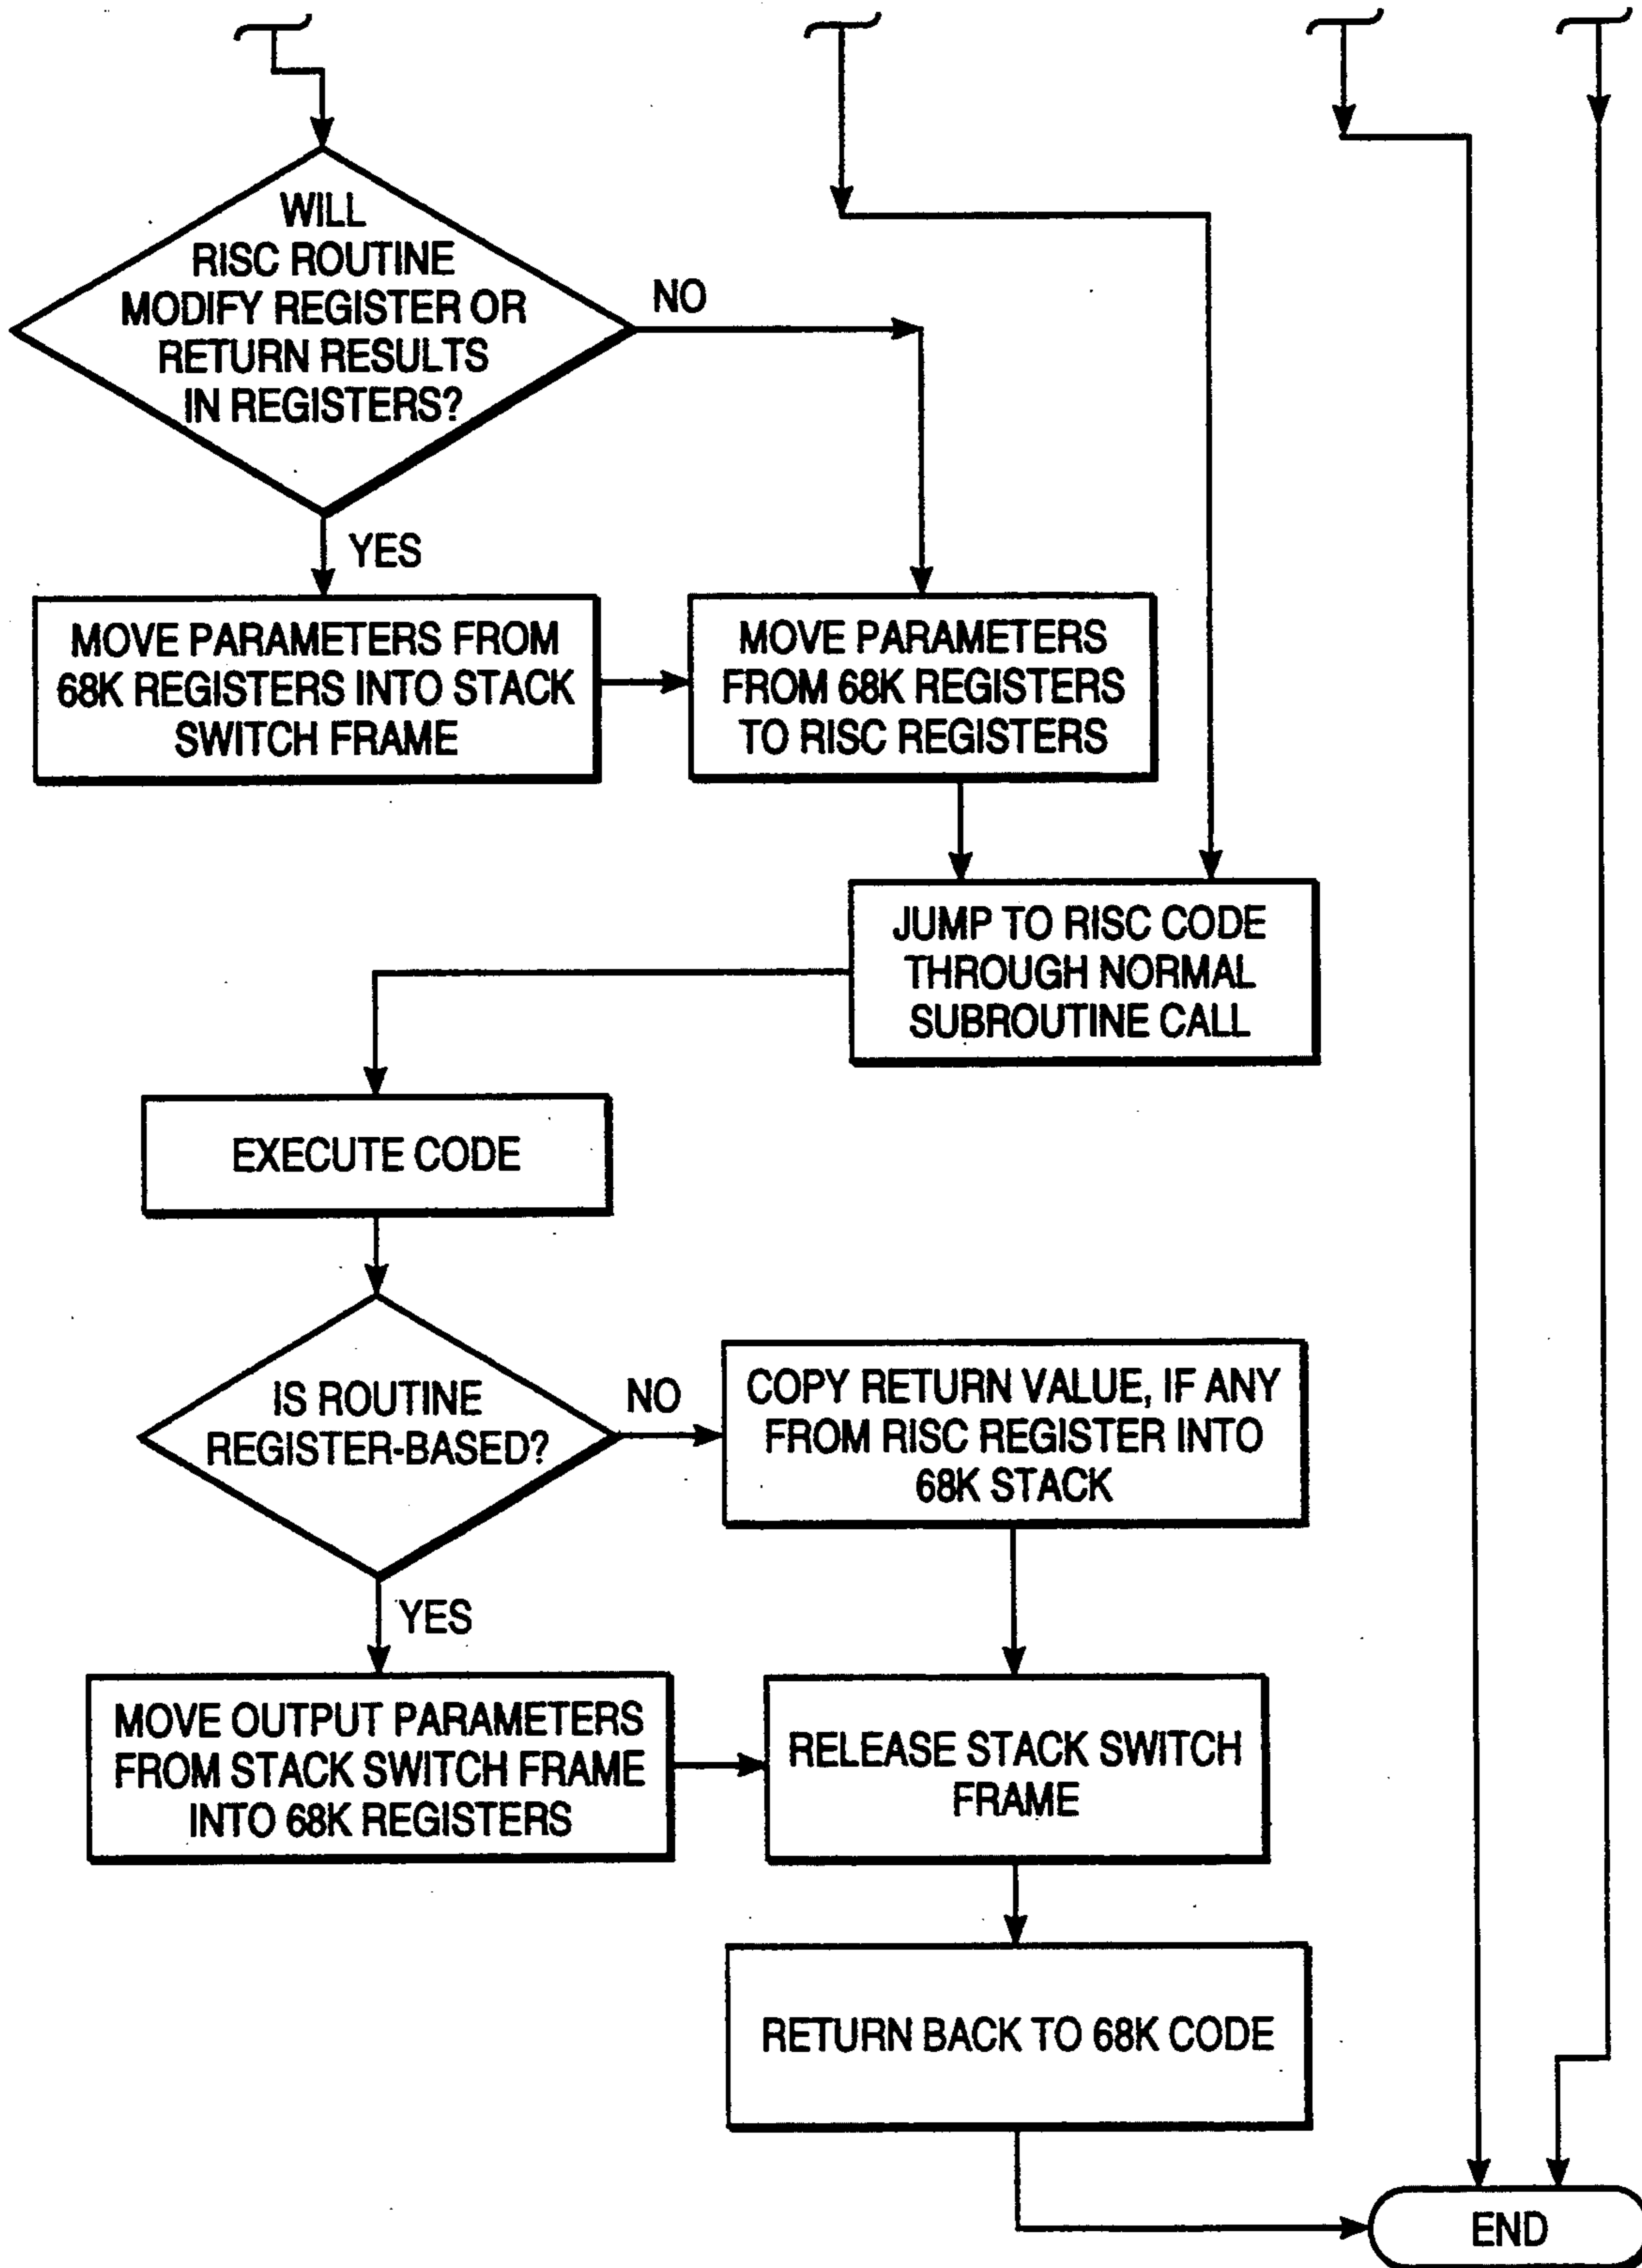 WILL
RISC ROUTINE
MODIFY REGISTER OR
RETURN RESULTS
IN REGISTERS?
NO
YES
MOVE PARAMETERS FROM
68K REGISTERS INTO STACK
SWITCH FRAME
MOVE PARAMETERS
FROM 68K REGISTERS
TO RISC REGISTERS
JUMP TO RISC CODE
THROUGH NORMAL
SUBROUTINE CALL
EXECUTE CODE
IS ROUTINE
REGISTER-BASED?
NO
COPY RETURN VALUE, IF ANY
FROM RISC REGISTER INTO
68K STACK
YES
MOVE OUTPUT PARAMETERS
FROM STACK SWITCH FRAME
INTO 68K REGISTERS
RELEASE STACK SWITCH
FRAME
RETURN BACK TO 68K CODE
END